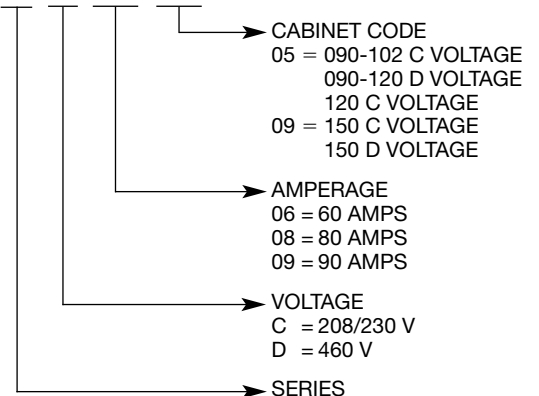 CABINET CODE
05 = 090-102 C VOLTAGE
090-120 D VOLTAGE
120 C VOLTAGE
09 = 150 C VOLTAGE
150 D VOLTAGE
AMPERAGE
06 = 60 AMPS
08 = 80 AMPS
09 = 90 AMPS
VOLTAGE
C = 208/230 V
D = 460 V
SERIES